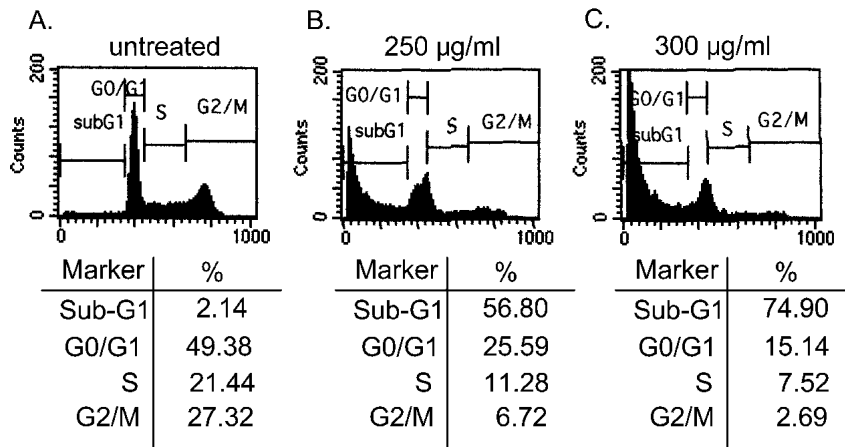 A.
untreated
200
G0/G1
subG1
S
G2/M
Counts
0
0
1000
Marker %
Sub-G1 2.14
G0/G1 49.38
S 21.44
G2/M 27.32
B.
250 µg/ml
200
G0/G1
subG1
S
G2/M
Counts
0
0
1000
Marker %
Sub-G1 56.80
G0/G1 25.59
S 11.28
G2/M 6.72
C.
300 µg/ml
200
G0/G1
subG1
S
G2/M
Counts
0
0
1000
Marker %
Sub-G1 74.90
G0/G1 15.14
S 7.52
G2/M 2.69